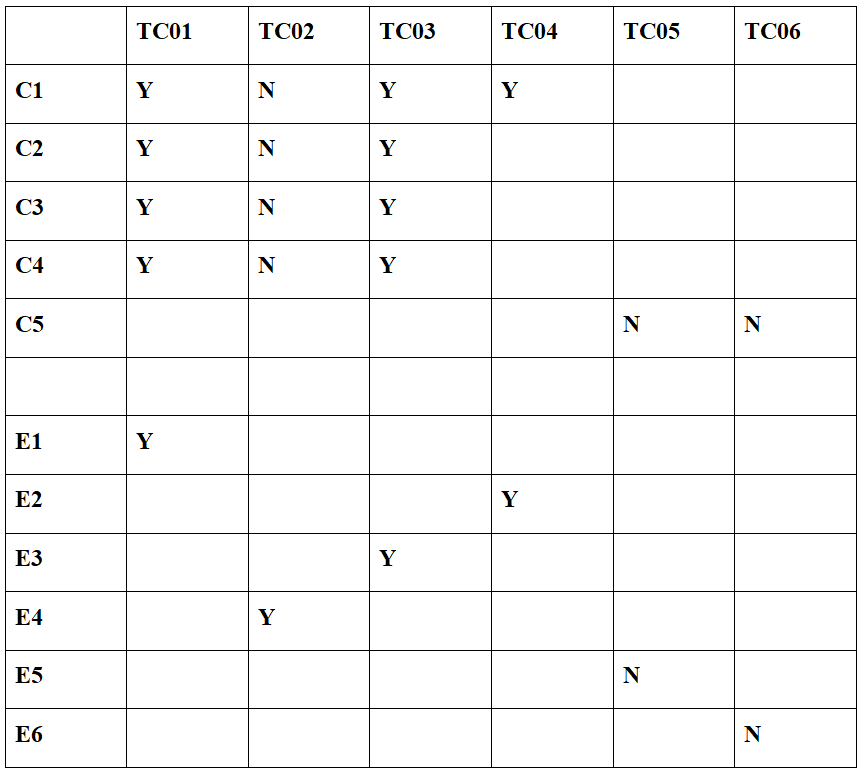 TC01 TC02 TC03 TC04 TC05 TC06
C1 Y N Y Y
C2 Y N Y
C3 Y N Y
C4 Y N Y
C5 N N
E1 Y
E2 Y
E3 Y
E4 Y
E5 N
E6 N